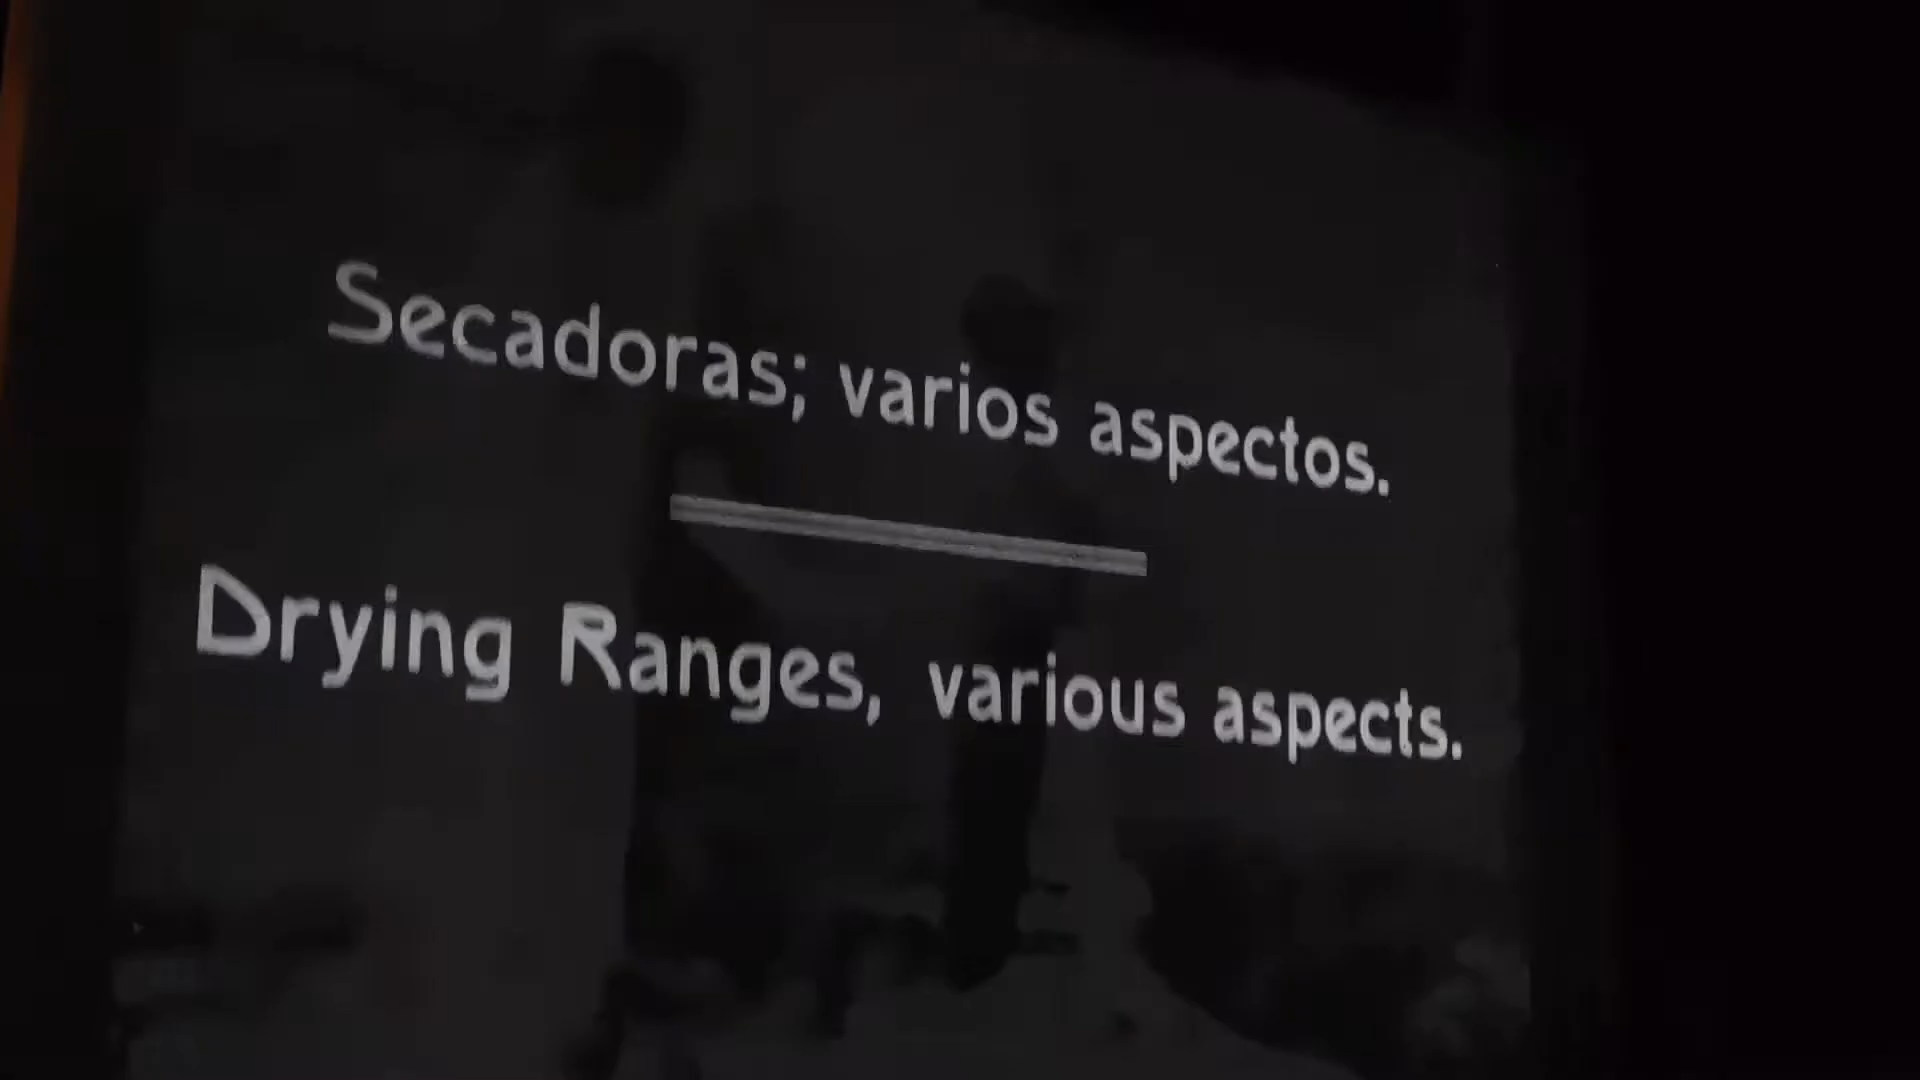 Secadoras; varios aspectos.
Drying Ranges, various aspects.